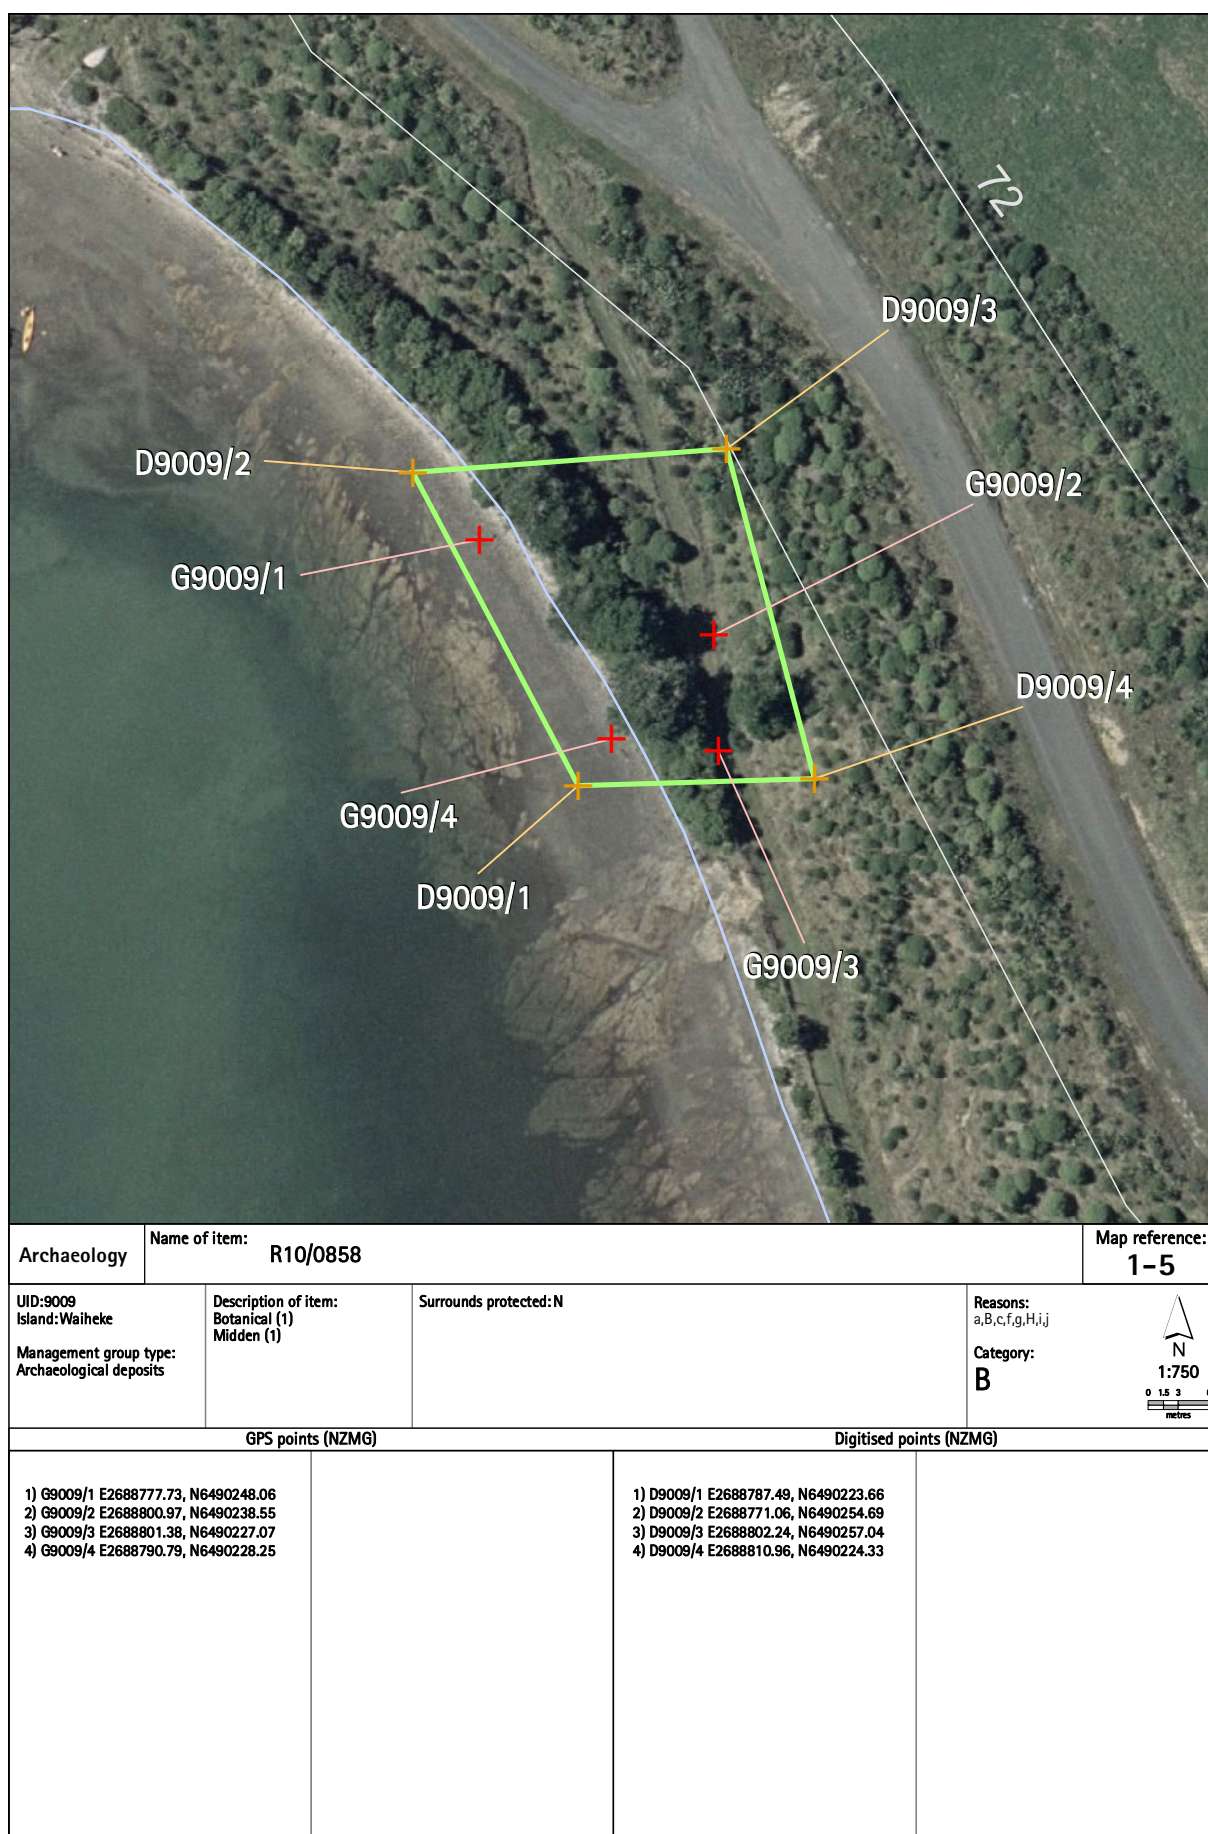 72
D9009/3
D9009/2
G9009/2
G9009/1
D9009/4
G9009/4
D9009/1
G9009/3
Archaeology
Name of item: R10/0858
Map reference:
1-5
UID:9009
Island:Waiheke
Management group type:
Archaeological deposits
Description of item:
Botanical (1)
Midden (1)
Surrounds protected: N
Reasons:
a,B,c,f,g,H,i,j
Category:
B
N
1:750
0 1.5 3
metres
GPS points (NZMG)
Digitised points (NZMG)
1) G9009/1 E2688777.73, N6490248.06
2) G9009/2 E2688800.97, N6490238.55
3) G9009/3 E2688801.38, N6490227.07
4) G9009/4 E2688790.79, N6490228.25
1) D9009/1 E2688787.49, N6490223.66
2) D9009/2 E2688771.06, N6490254.69
3) D9009/3 E2688802.24, N6490257.04
4) D9009/4 E2688810.96, N6490224.33